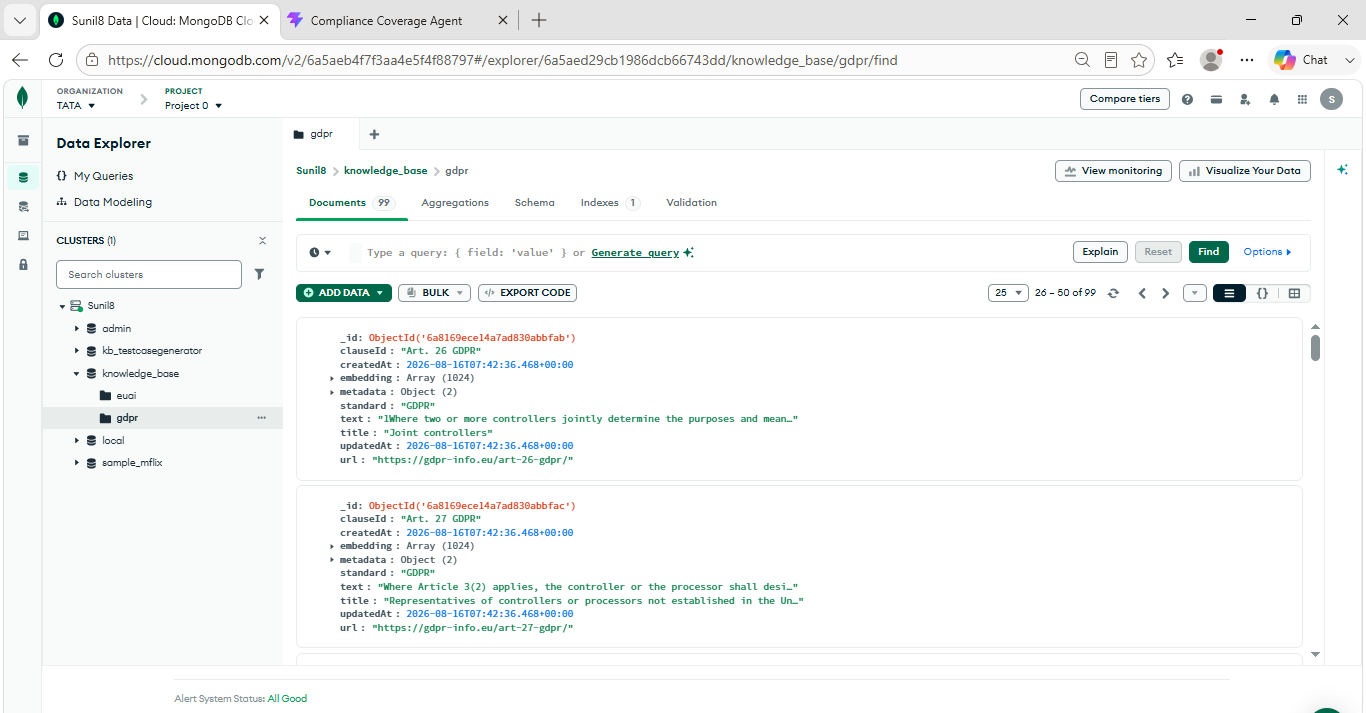 Sunil8 Data | Cloud: MongoDB Clo
Compliance Coverage Agent
https://cloud.mongodb.com/v2/6a5aeb4f7f3aa4e5f4f88797#/explorer/6a5aed29cb1986dcb66743dd/knowledge_base/gdpr/find
Chat
ORGANIZATION
TATA
PROJECT
Project 0
Compare tiers
S
Data Explorer
{} My Queries
Data Modeling
CLUSTERS (1)
Search clusters
Sunil8
admin
kb_testcasegenerator
knowledge_base
euai
gdpr
local
sample_mflix
gdpr
Sunil8 > knowledge_base > gdpr
View monitoring
Visualize Your Data
Documents 99
Aggregations
Schema
Indexes 1
Validation
Type a query: { field: 'value' } or Generate query
Explain
Reset
Find
Options
ADD DATA
BULK
EXPORT CODE
25
26 – 50 of 99
{}
_id: ObjectId('6a8169ece14a7ad830abbfab')
clauseId : "Art. 26 GDPR"
createdAt : 2026-08-16T07:42:36.468+00:00
embedding : Array (1024)
metadata : Object (2)
standard : "GDPR"
text : "1Where two or more controllers jointly determine the purposes and mean…"
title : "Joint controllers"
updatedAt : 2026-08-16T07:42:36.468+00:00
url : "https://gdpr-info.eu/art-26-gdpr/"
_id: ObjectId('6a8169ece14a7ad830abbfac')
clauseId : "Art. 27 GDPR"
createdAt : 2026-08-16T07:42:36.468+00:00
embedding : Array (1024)
metadata : Object (2)
standard : "GDPR"
text : "Where Article 3(2) applies, the controller or the processor shall desi…"
title : "Representatives of controllers or processors not established in the Un…"
updatedAt : 2026-08-16T07:42:36.468+00:00
url : "https://gdpr-info.eu/art-27-gdpr/"
Alert System Status: All Good